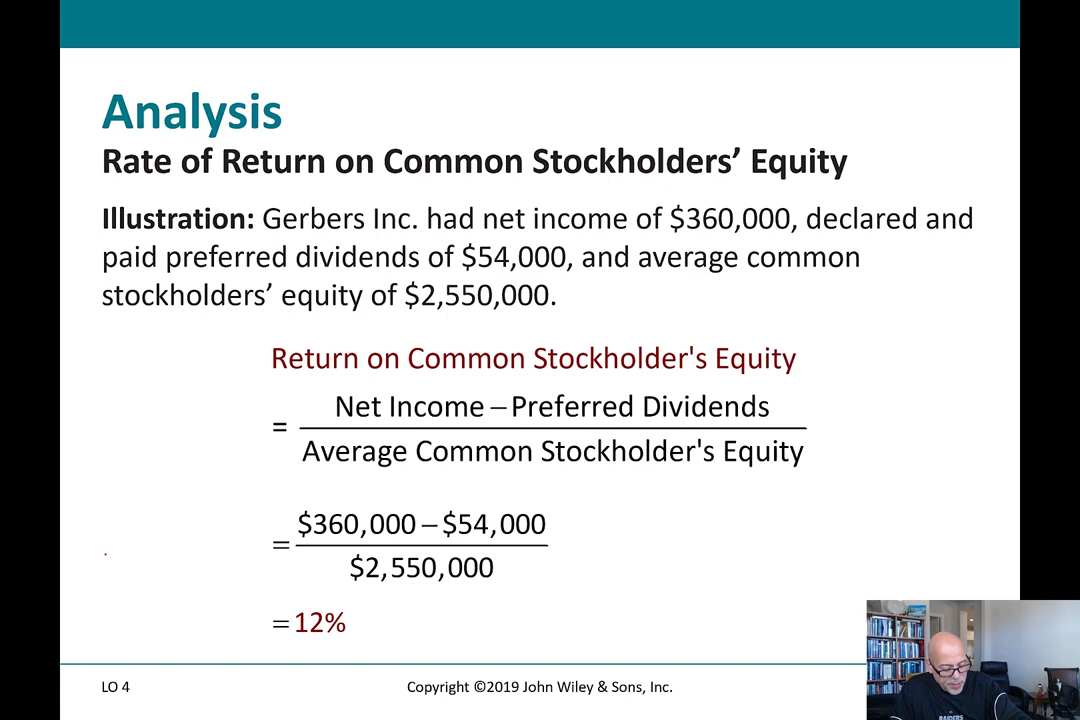 Analysis
Rate of Return on Common Stockholders’ Equity
Illustration: Gerbers Inc. had net income of $360,000, declared and
paid preferred dividends of $54,000, and average common
stockholders’ equity of $2,550,000.
Return on Common Stockholder's Equity
= Net Income – Preferred Dividends
Average Common Stockholder's Equity
= $360,000 – $54,000
$2,550,000
= 12%
LO 4
Copyright ©2019 John Wiley & Sons, Inc.
RAIDERS